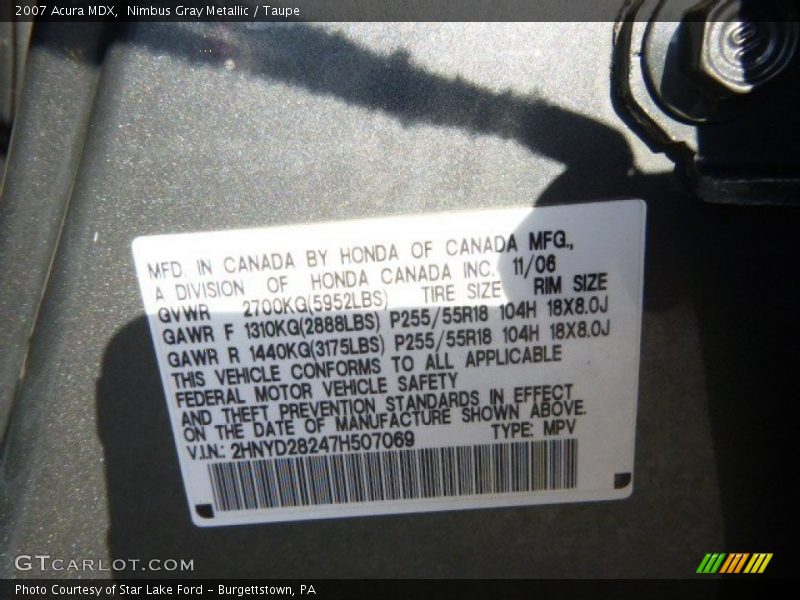 2007 Acura MDX,  Nimbus Gray Metallic / Taupe
MFD. IN CANADA BY HONDA OF CANADA MFG.,
A DIVISION OF HONDA CANADA INC. 11/06
GVWR 2700KG(5952LBS) TIRE SIZE RIM SIZE
GAWR F 1310KG(2888LBS) P255/55R18 104H 18X8.0J
GAWR R 1440KG(3175LBS) P255/55R18 104H 18X8.0J
THIS VEHICLE CONFORMS TO ALL APPLICABLE
FEDERAL MOTOR VEHICLE SAFETY
AND THEFT PREVENTION STANDARDS IN EFFECT
ON THE DATE OF MANUFACTURE SHOWN ABOVE.
V.I.N.: 2HNYD28247H507069 TYPE: MPV
GTCARLOT.COM
Photo Courtesy of Star Lake Ford - Burgettstown, PA